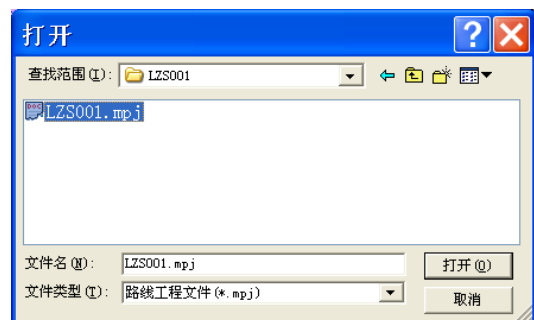 打开
查找范围(I): LZS001
LZS001.mpj
文件名(N): LZS001.mpj 打开(O)
文件类型(T): 路线工程文件(*.mpj) 取消